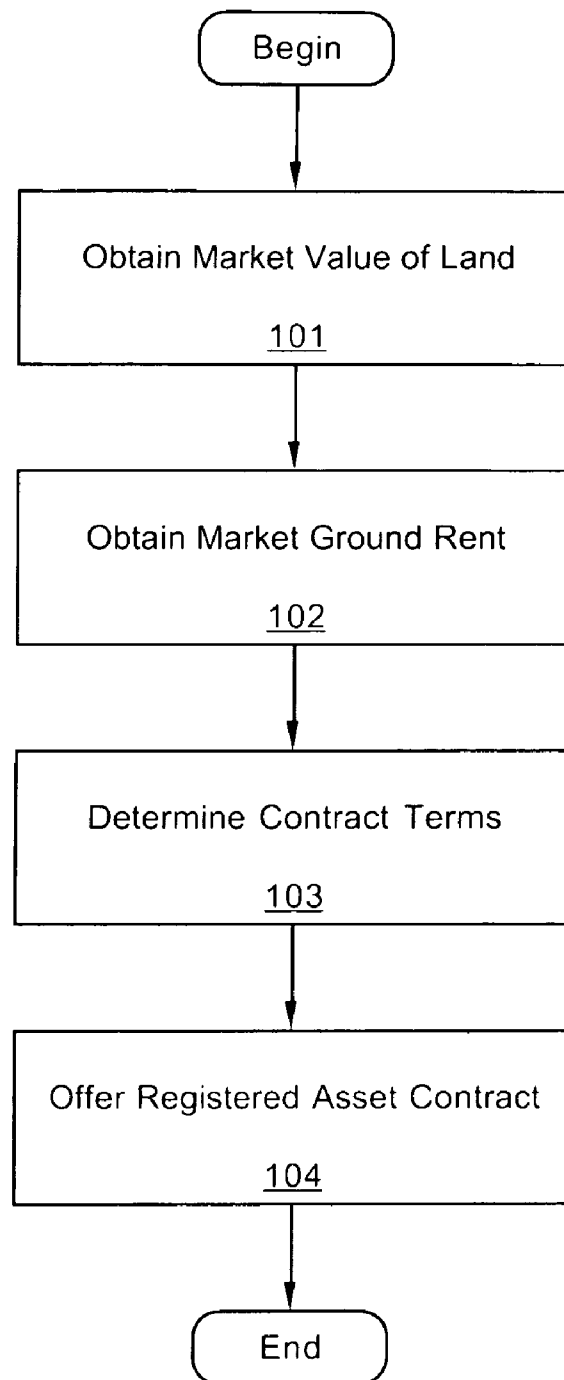 Begin
Obtain Market Value of Land
101
Obtain Market Ground Rent
102
Determine Contract Terms
103
Offer Registered Asset Contract
104
End